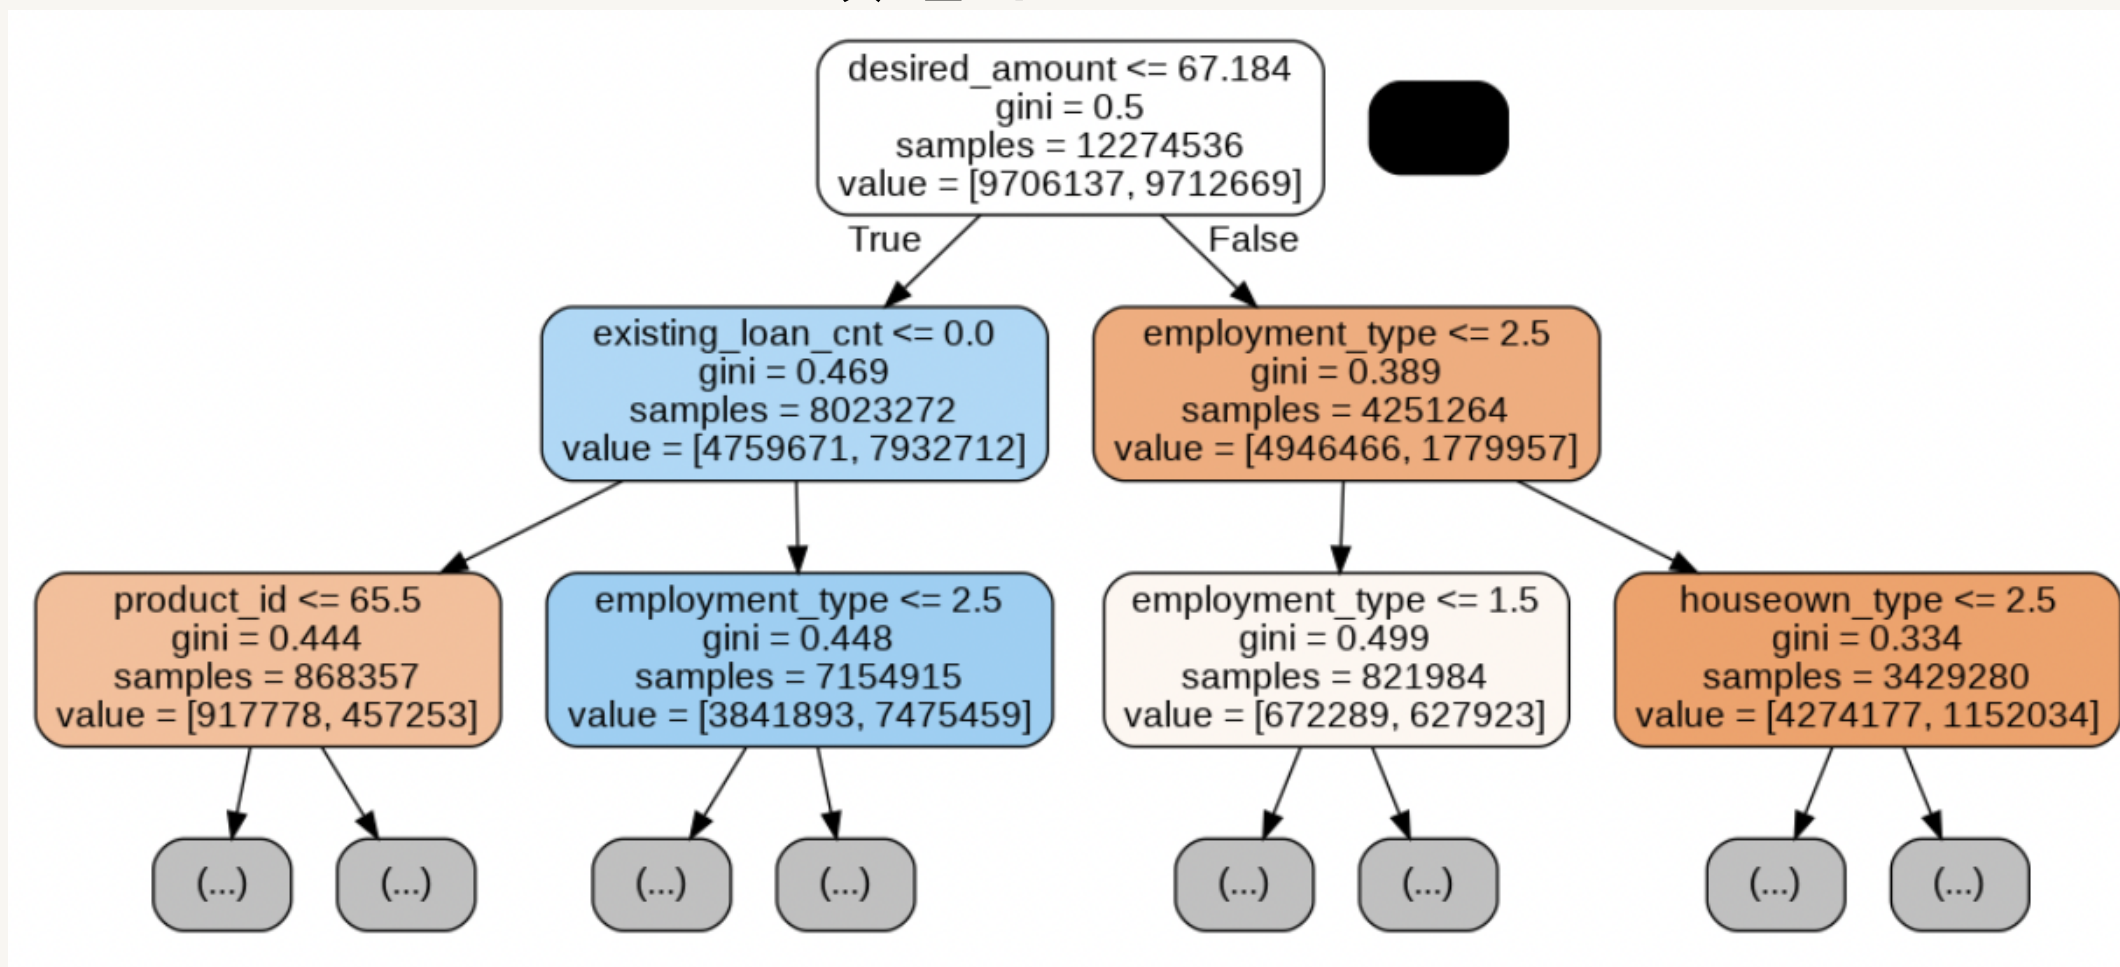 desired_amount <= 67.184
gini = 0.5
samples = 12274536
value = [9706137, 9712669]
True
False
existing_loan_cnt <= 0.0
gini = 0.469
samples = 8023272
value = [4759671, 7932712]
employment_type <= 2.5
gini = 0.389
samples = 4251264
value = [4946466, 1779957]
product_id <= 65.5
gini = 0.444
samples = 868357
value = [917778, 457253]
employment_type <= 2.5
gini = 0.448
samples = 7154915
value = [3841893, 7475459]
employment_type <= 1.5
gini = 0.499
samples = 821984
value = [672289, 627923]
houseown_type <= 2.5
gini = 0.334
samples = 3429280
value = [4274177, 1152034]
(...)
(...)
(...)
(...)
(...)
(...)
(...)
(...)